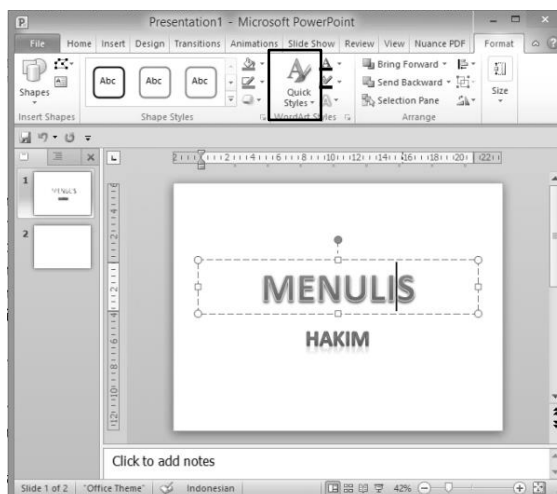 P
Presentation1 - Microsoft PowerPoint
File Home Insert Design Transitions Animations Slide Show Review View Nuance PDF Format
Shapes
Abc Abc Abc
Quick Styles
Bring Forward
Send Backward
Selection Pane
Size
Insert Shapes Shape Styles WordArt Styles Arrange
1
MENULIS
2
MENULIS
HAKIM
Click to add notes
Slide 1 of 2 "Office Theme" Indonesian 42%